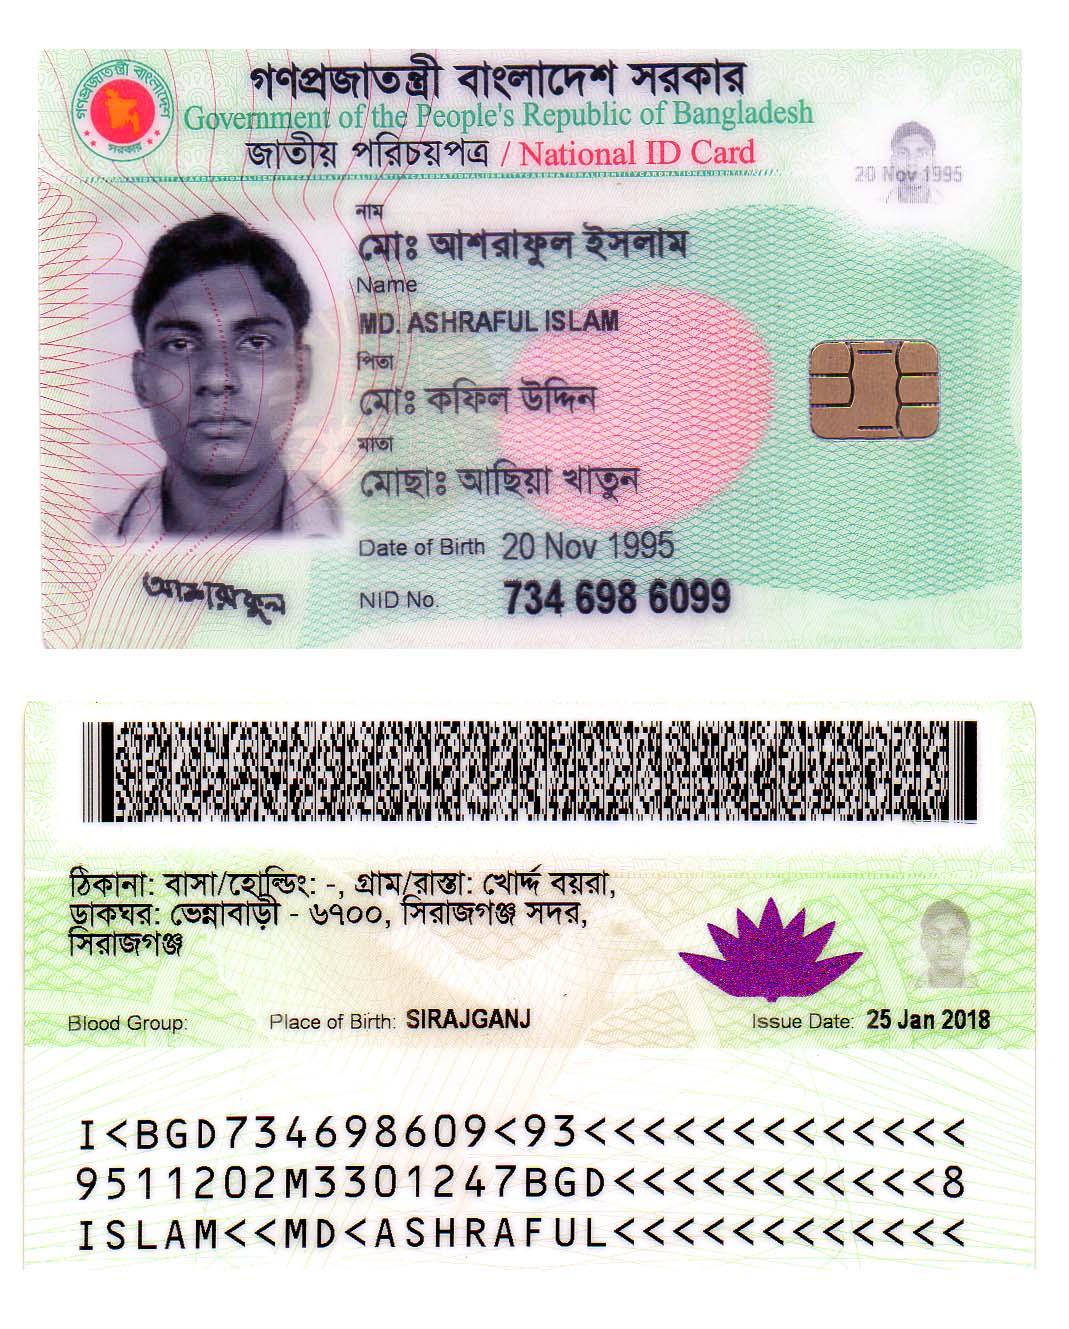 গণপ্রজাতন্ত্রী বাংলাদেশ সরকার
Government of the People's Republic of Bangladesh
জাতীয় পরিচয়পত্র / National ID Card
গণপ্রজাতন্ত্রী বাংলাদেশ
সরকার
20 Nov 1995
নাম
মোঃ আশরাফুল ইসলাম
Name
MD. ASHRAFUL ISLAM
পিতা
মোঃ কফিল উদ্দিন
মাতা
মোছাঃ আছিয়া খাতুন
Date of Birth 20 Nov 1995
আশরাফুল
NID No. 734 698 6099
ঠিকানা: বাসা/হোল্ডিং: -, গ্রাম/রাস্তা: খোর্দ্দ বয়রা,
ডাকঘর: ভেন্নাবাড়ী - ৬৭০০, সিরাজগঞ্জ সদর,
সিরাজগঞ্জ
Blood Group: Place of Birth: SIRAJGANJ Issue Date: 25 Jan 2018
I<BGD734698609<93<<<<<<<<<<<<<
9511202M3301247BGD<<<<<<<<<<<8
ISLAM<<MD<ASHRAFUL<<<<<<<<<<<<